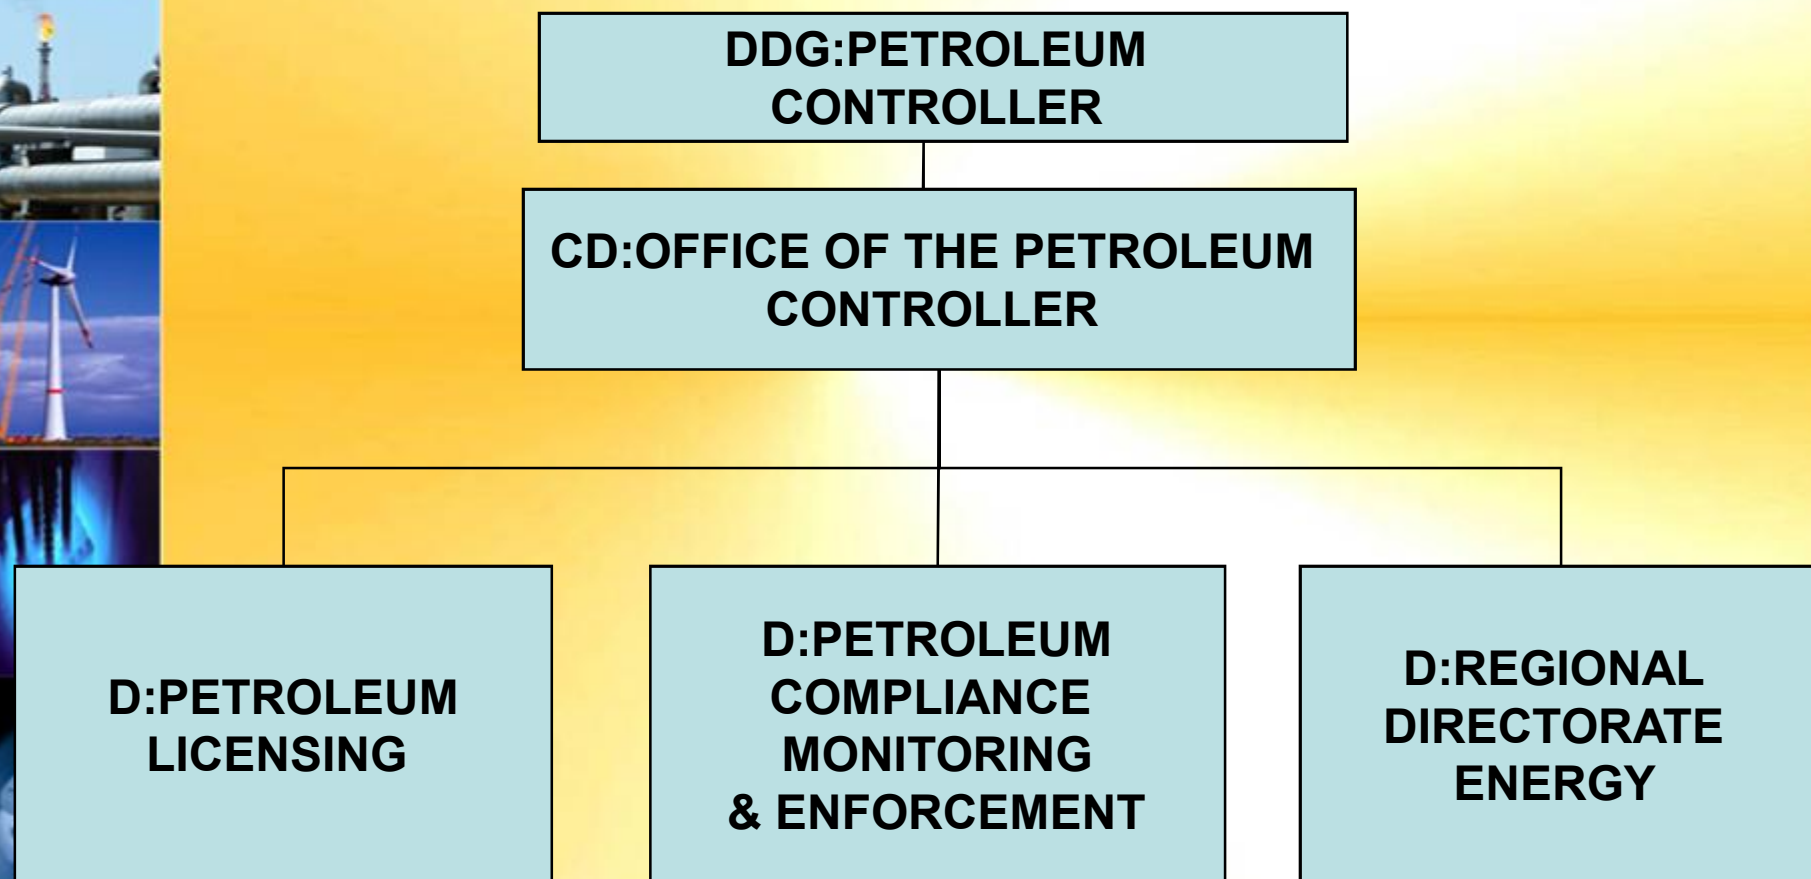 DDG:PETROLEUM
CONTROLLER
CD:OFFICE OF THE PETROLEUM
CONTROLLER
D:PETROLEUM
LICENSING
D:PETROLEUM
COMPLIANCE
MONITORING
& ENFORCEMENT
D:REGIONAL
DIRECTORATE
ENERGY